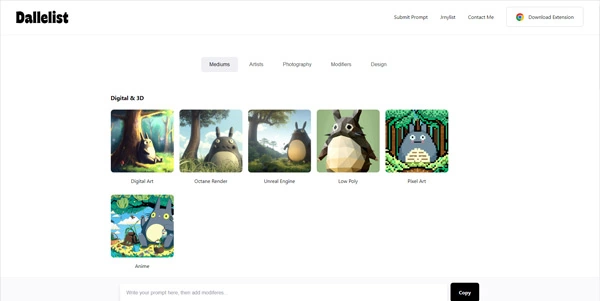 Dallelist
Submit Prompt Jrnylist Contact Me Download Extension
Mediums Artists Photography Modifiers Design
Digital & 3D
Digital Art Octane Render Unreal Engine Low Poly Pixel Art
Anime
Write your prompt here, then add modifiers. Copy